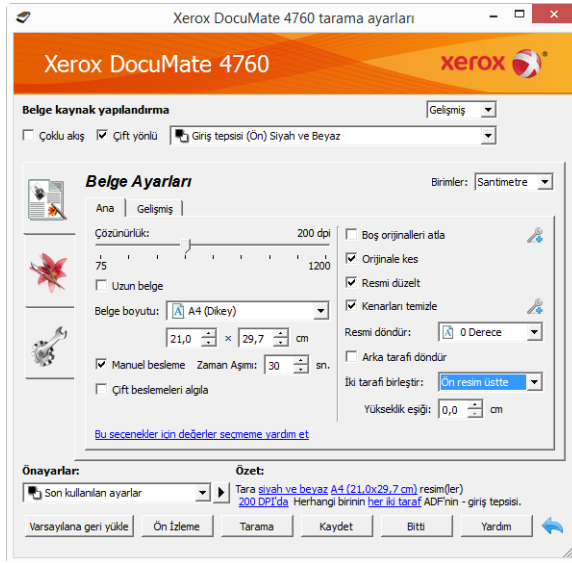 Xerox DocuMate 4760 tarama ayarları
Xerox DocuMate 4760
xerox
Belge kaynak yapılandırma
Gelişmiş
Çoklu akış
Çift yönlü
Giriş tepsisi (Ön) Siyah ve Beyaz
Belge Ayarları
Birimler: Santimetre
Ana
Gelişmiş
Çözünürlük:
200 dpi
75
1200
Uzun belge
Belge boyutu:
A4 (Dikey)
21,0 × 29,7 cm
Manuel besleme
Zaman Aşımı: 30 sn.
Çift beslemeleri algıla
Boş orijinalleri atla
Orijinale kes
Resmi düzelt
Kenarları temizle
Resmi döndür:
0 Derece
Arka tarafı döndür
İki tarafı birleştir:
Ön resim üstte
Yükseklik eşiği: 0,0 cm
Bu seçenekler için değerler seçmeme yardım et
Önayarlar:
Son kullanılan ayarlar
Özet:
Tara siyah ve beyaz A4 (21,0x29,7 cm) resim(ler)
200 DPI'da Herhangi birinin her iki taraf ADF'nin - giriş tepsisi.
Varsayılana geri yükle
Ön İzleme
Tarama
Kaydet
Bitti
Yardım